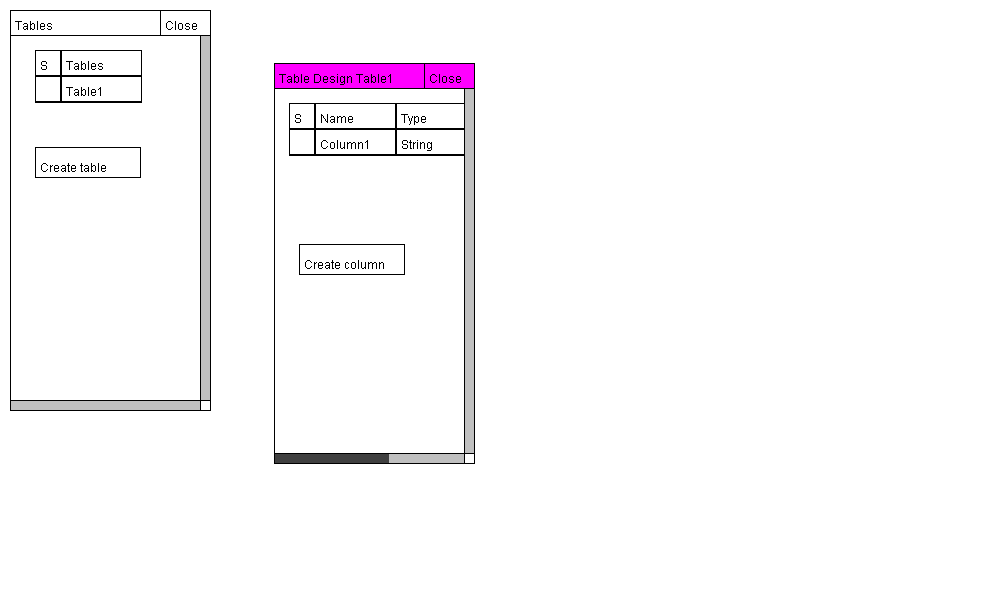 Tables Close
S Tables
Table1
Create table
Table Design Table1 Close
S Name Type
Column1 String
Create column